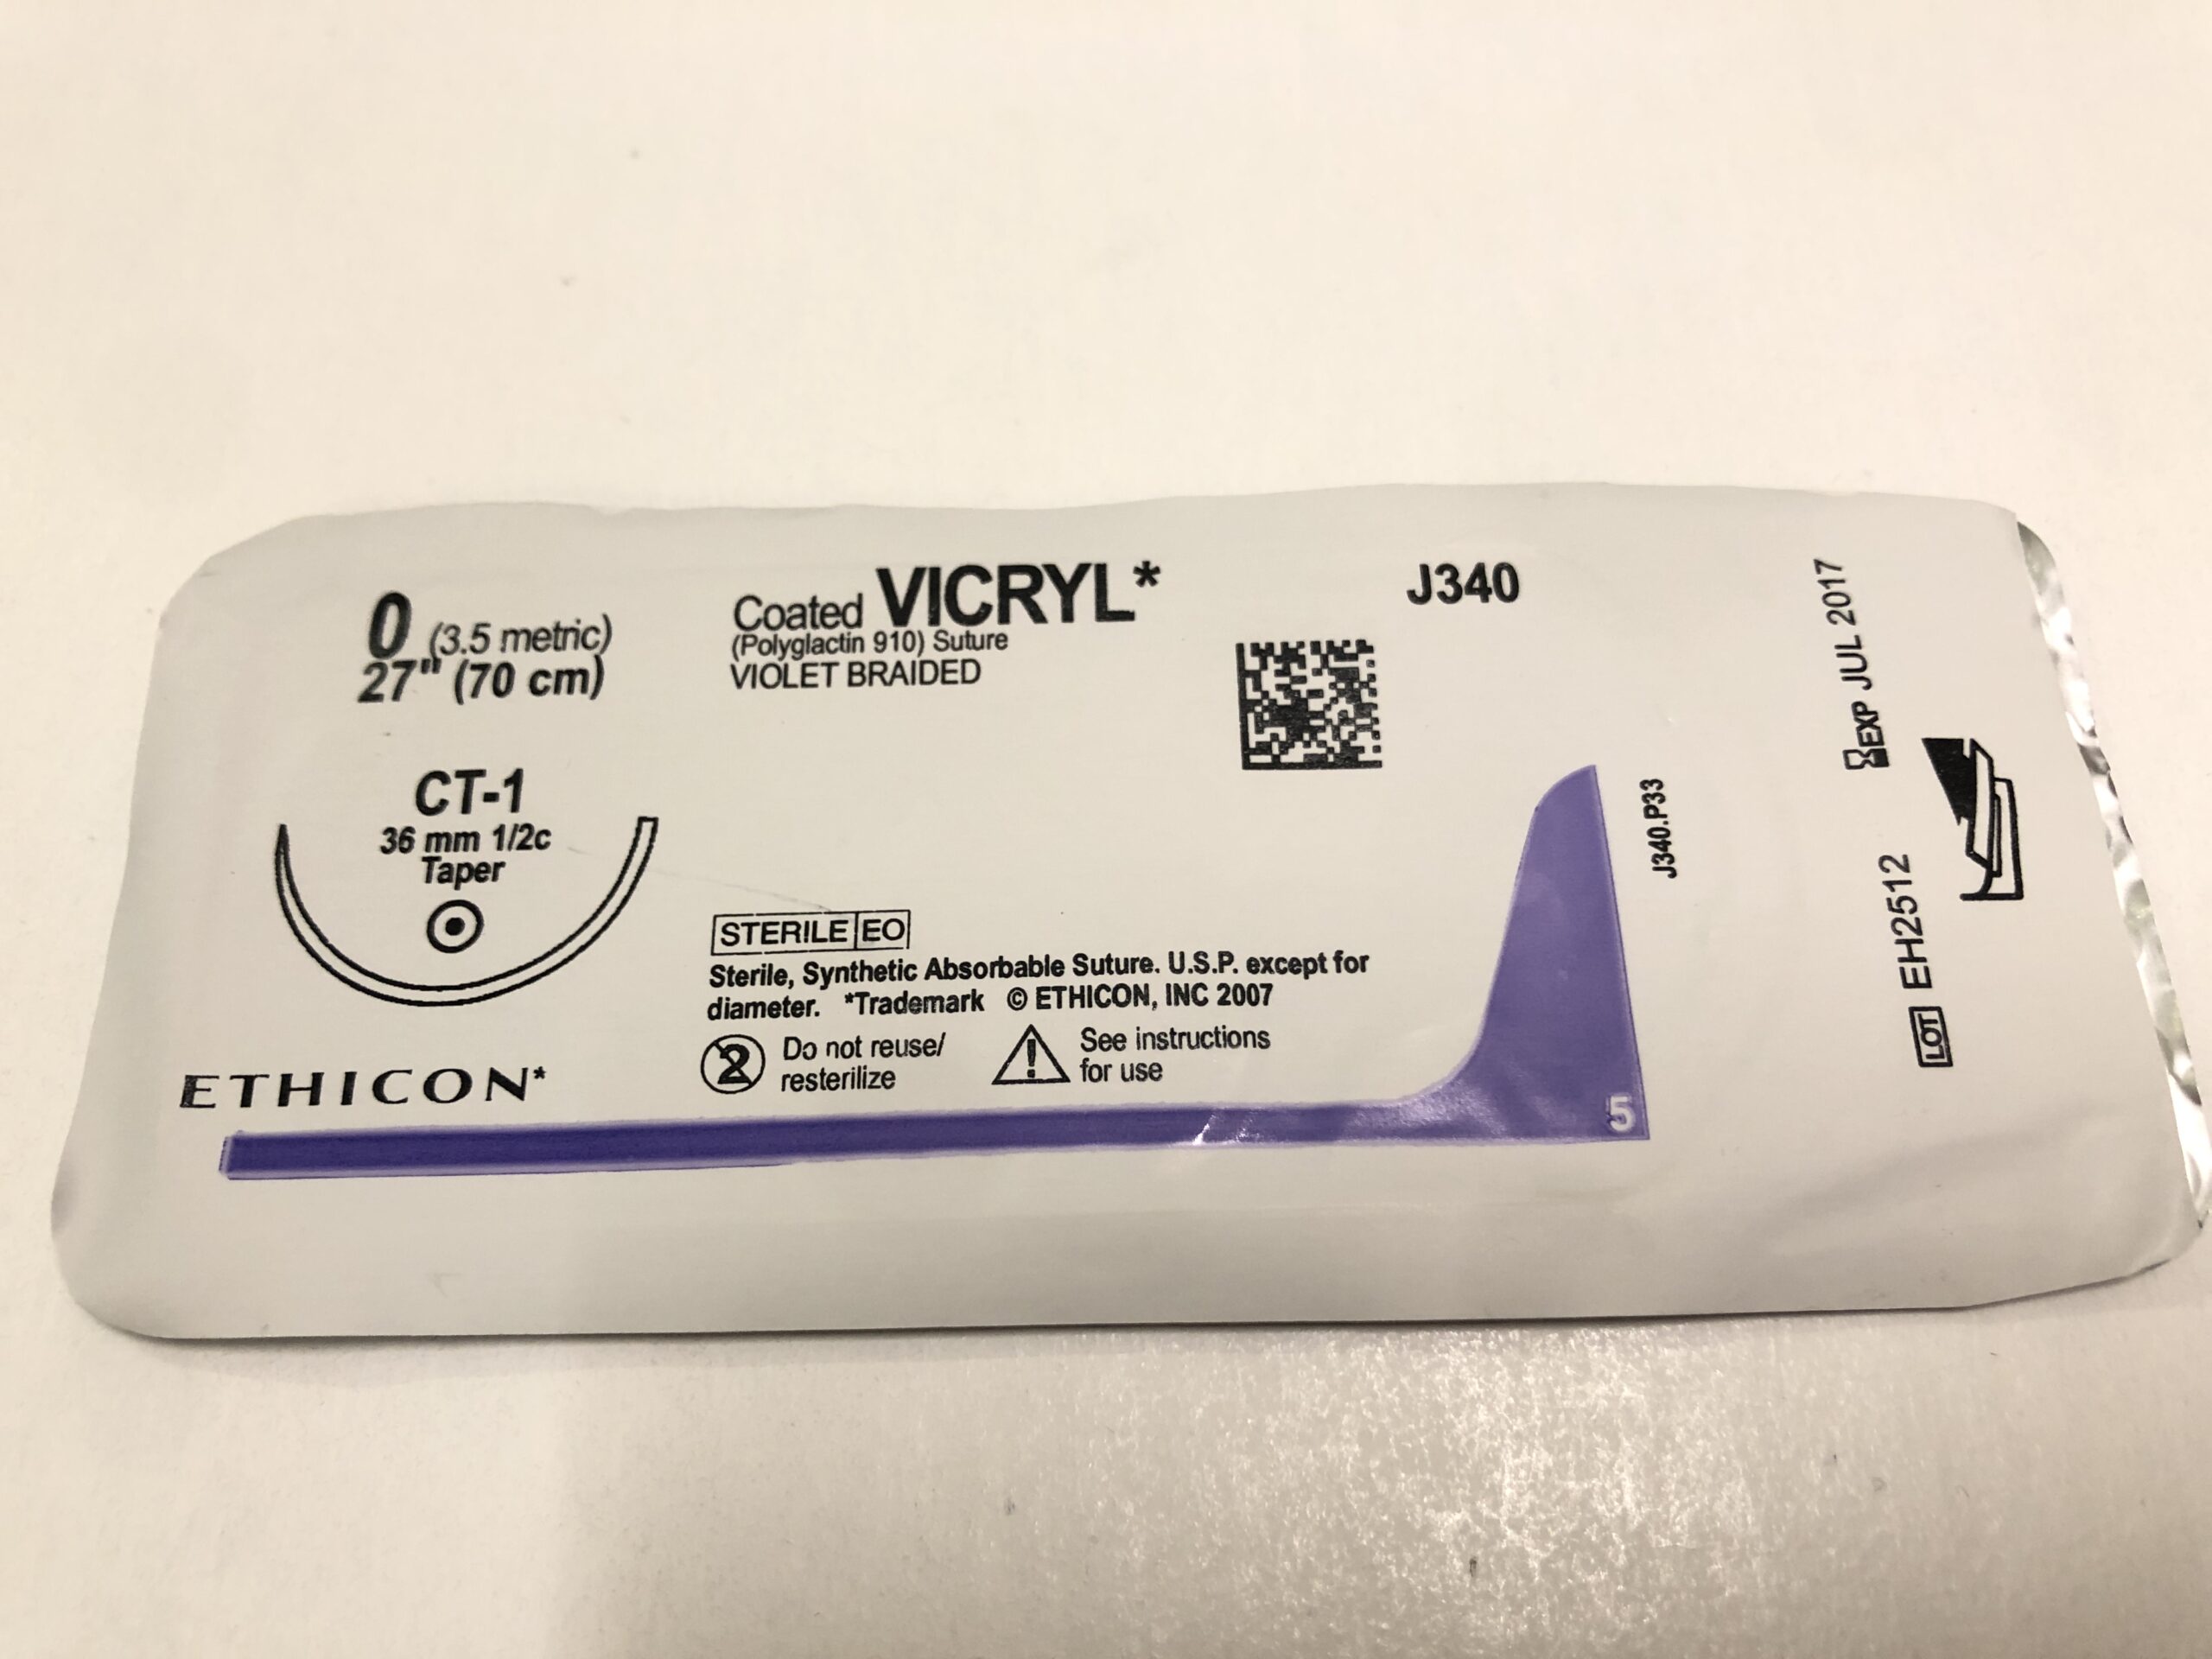 0 (3.5 metric)
27" (70 cm)
CT-1
36 mm 1/2c
Taper
ETHICON*
Coated VICRYL*
(Polyglactin 910) Suture
VIOLET BRAIDED
STERILE EO
Sterile, Synthetic Absorbable Suture. U.S.P. except for
diameter. *Trademark © ETHICON, INC 2007
2 Do not reuse/
resterilize
! See instructions
for use
J340
5
J340.P33
EXP JUL 2017
LOT EH2512